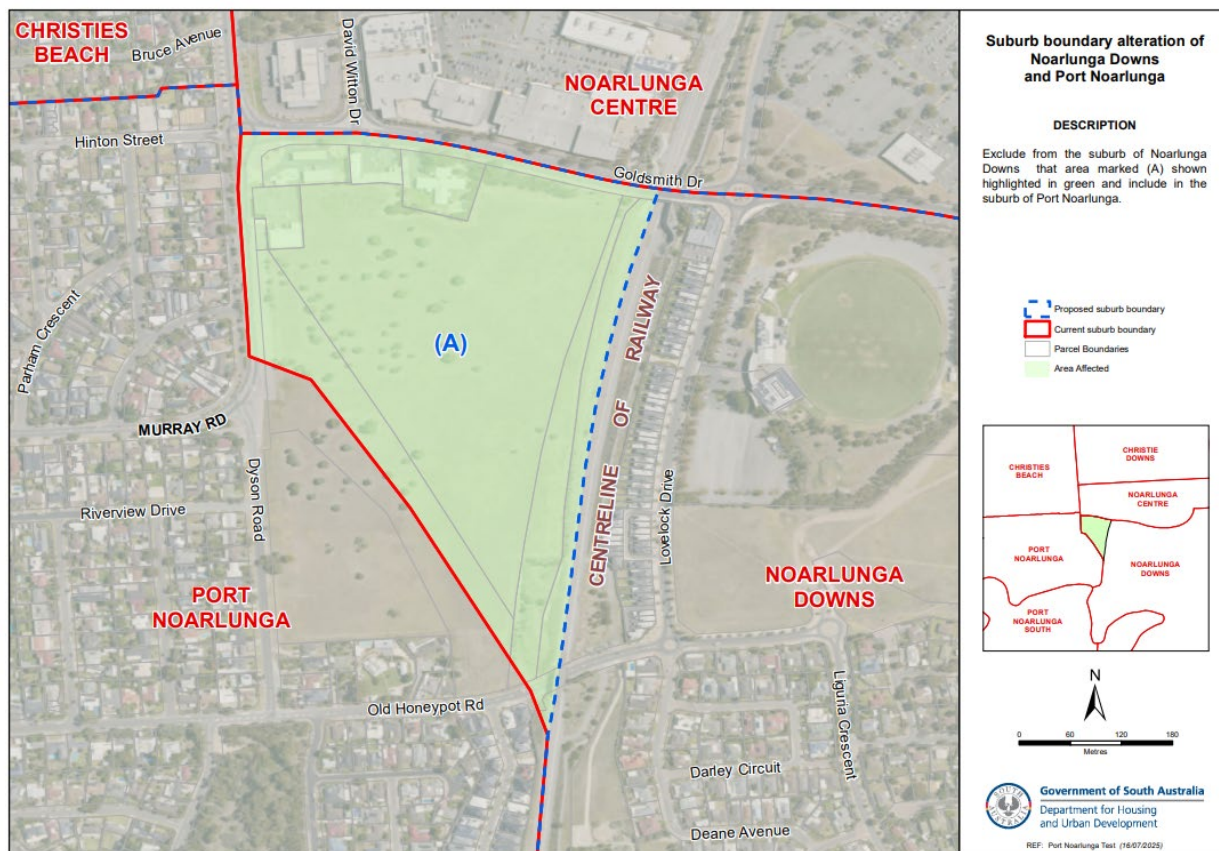 CHRISTIES
BEACH
Bruce Avenue
David Witton Dr
NOARLUNGA
CENTRE
Hinton Street
Goldsmith Dr
Parham Crescent
(A)
CENTRELINE OF RAILWAY
MURRAY RD
Dyson Road
Riverview Drive
Lovelock Drive
PORT
NOARLUNGA
NOARLUNGA
DOWNS
Old Honeypot Rd
Liguria Crescent
Darley Circuit
Deane Avenue
Suburb boundary alteration of
Noarlunga Downs
and Port Noarlunga
DESCRIPTION
Exclude from the suburb of Noarlunga
Downs that area marked (A) shown
highlighted in green and include in the
suburb of Port Noarlunga.
Proposed suburb boundary
Current suburb boundary
Parcel Boundaries
Area Affected
CHRISTIES
BEACH
CHRISTIE
DOWNS
NOARLUNGA
CENTRE
PORT
NOARLUNGA
NOARLUNGA
DOWNS
PORT
NOARLUNGA
SOUTH
N
0 60 120 180
Metres
SOUTH AUSTRALIA
Government of South Australia
Department for Housing
and Urban Development
REF: Port Noarlunga Test (16/07/2025)